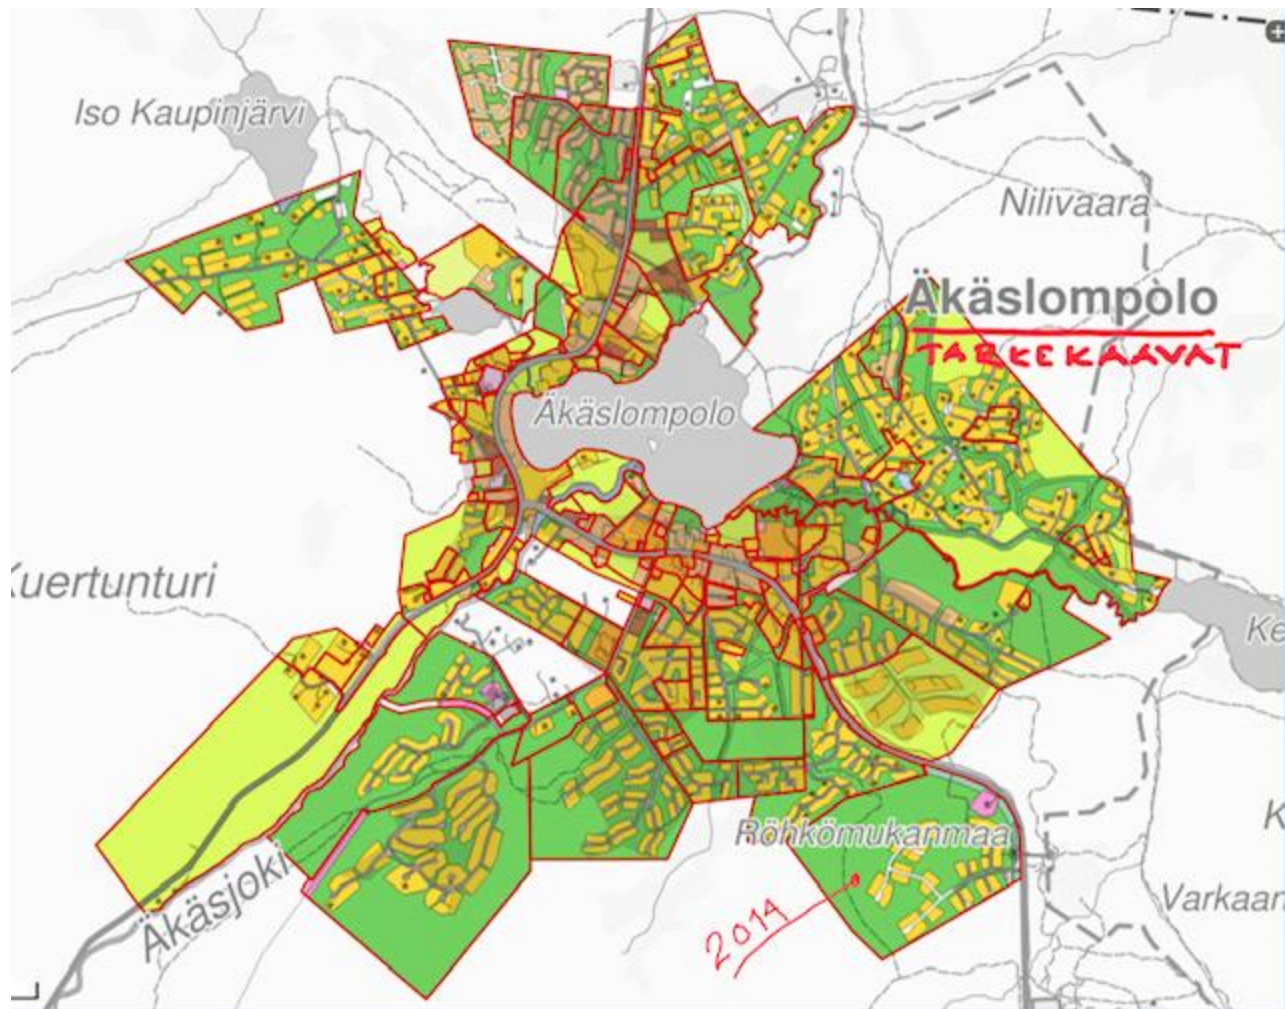 Iso Kaupinjärvi
Nilivaara
Äkäslompolo
TARKEKAAVAT
Äkäslompolo
Kuertunturi
Ke
K
Röhkömukanmaa
Äkäsjoki
2014
Varkaan